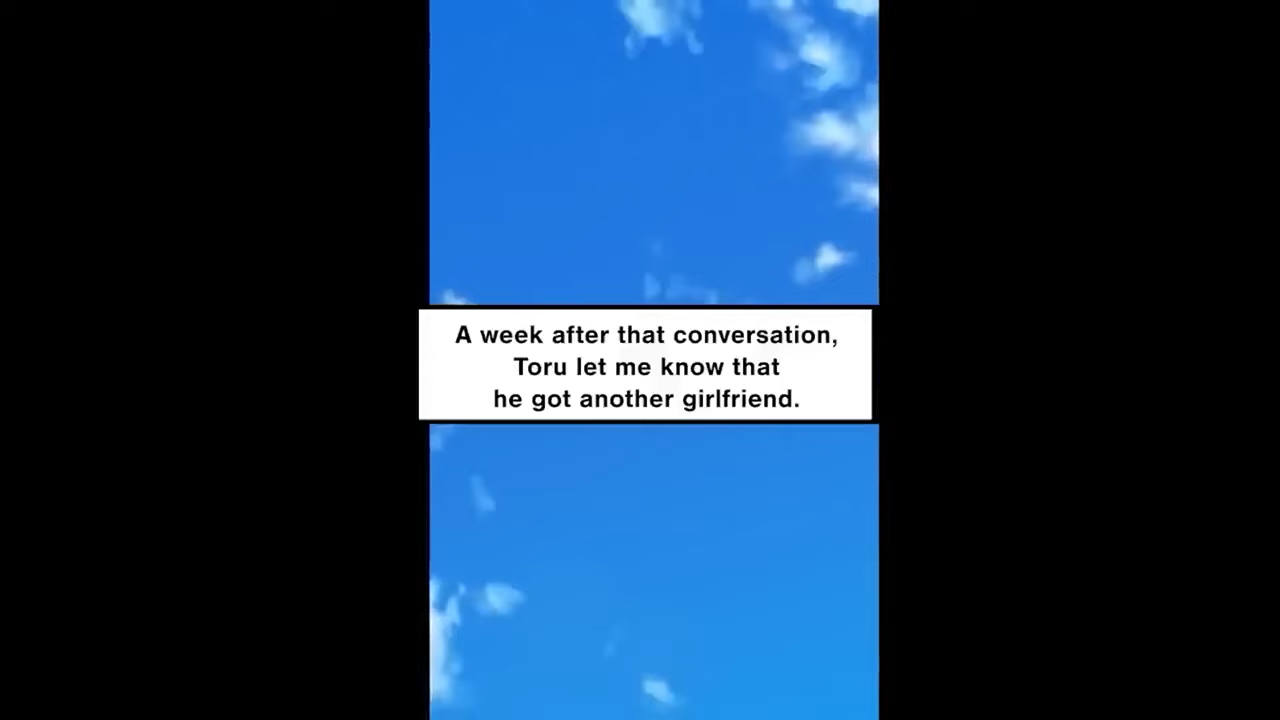 A week after that conversation,
Toru let me know that
he got another girlfriend.